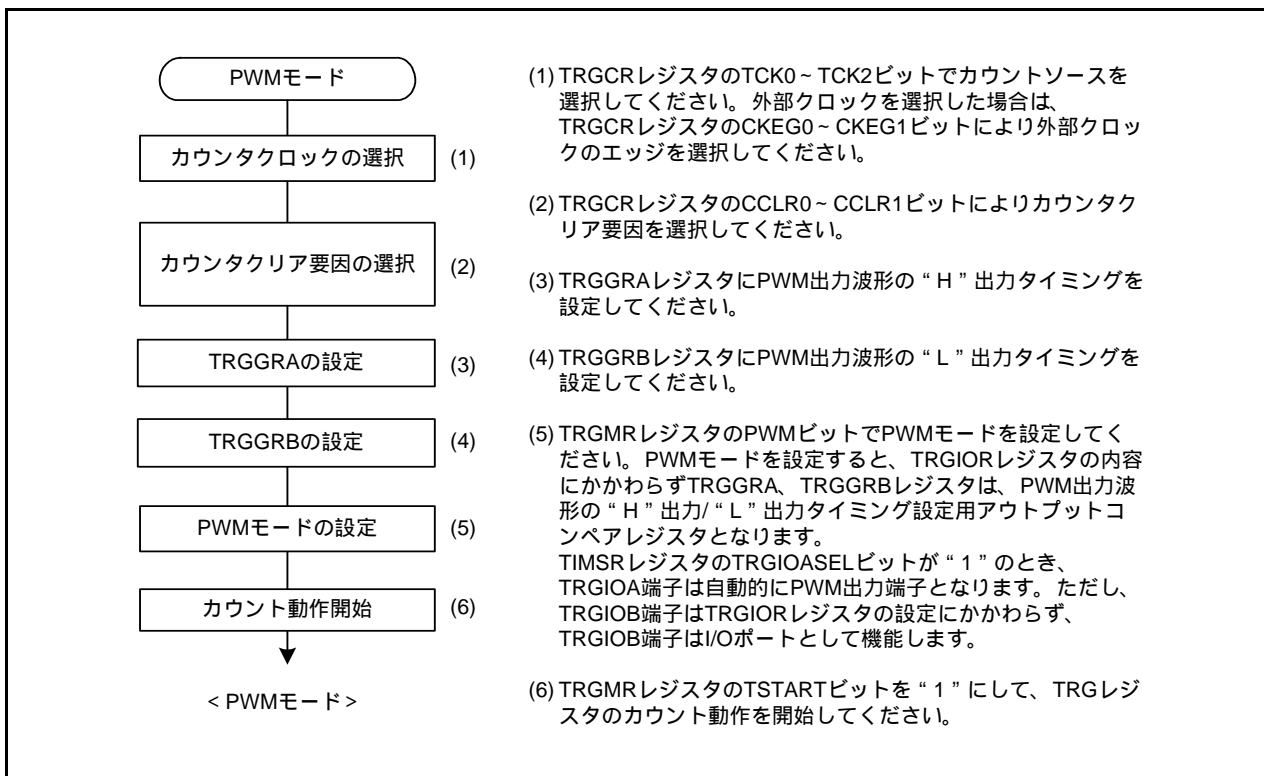 PWMモード
カウンタクロックの選択 (1)
カウンタクリア要因の選択 (2)
TRGGRAの設定 (3)
TRGGRBの設定 (4)
PWMモードの設定 (5)
カウント動作開始 (6)
< PWMモード>
(1) TRGCRレジスタのTCK0~TCK2ビットでカウントソースを
選択してください。外部クロックを選択した場合は、
TRGCRレジスタのCKEG0~CKEG1ビットにより外部クロッ
クのエッジを選択してください。
(2) TRGCRレジスタのCCLR0~CCLR1ビットによりカウンタク
リア要因を選択してください。
(3) TRGGRAレジスタにPWM出力波形の“H”出力タイミングを
設定してください。
(4) TRGGRBレジスタにPWM出力波形の“L”出力タイミングを
設定してください。
(5) TRGMRレジスタのPWMビットでPWMモードを設定してく
ださい。PWMモードを設定すると、TRGIORレジスタの内容
にかかわらずTRGGRA、TRGGRBレジスタは、PWM出力波
形の“H”出力/“L”出力タイミング設定用アウトプットコ
ンペアレジスタとなります。
TIMSRレジスタのTRGIOASELビットが“1”のとき、
TRGIOA端子は自動的にPWM出力端子となります。ただし、
TRGIOB端子はTRGIORレジスタの設定にかかわらず、
TRGIOB端子はI/Oポートとして機能します。
(6) TRGMRレジスタのTSTARTビットを“1”にして、TRGレジ
スタのカウント動作を開始してください。